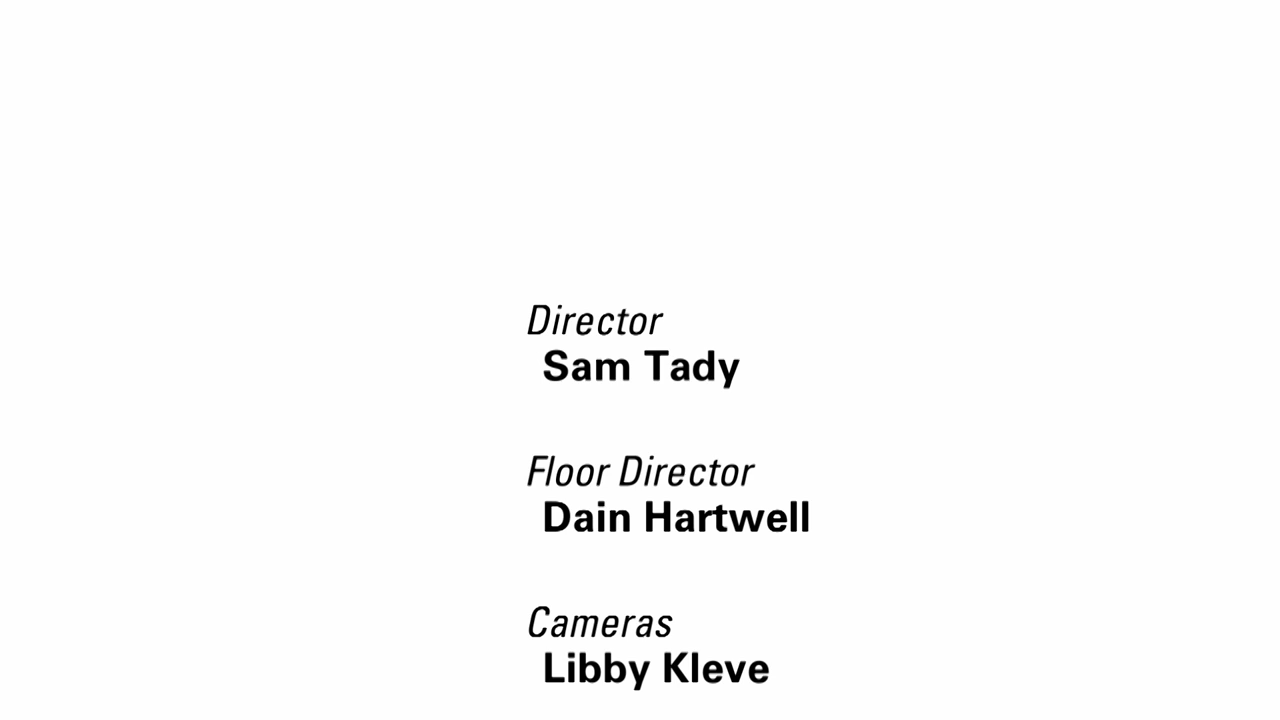 Director
Sam Tady
Floor Director
Dain Hartwell
Cameras
Libby Kleve